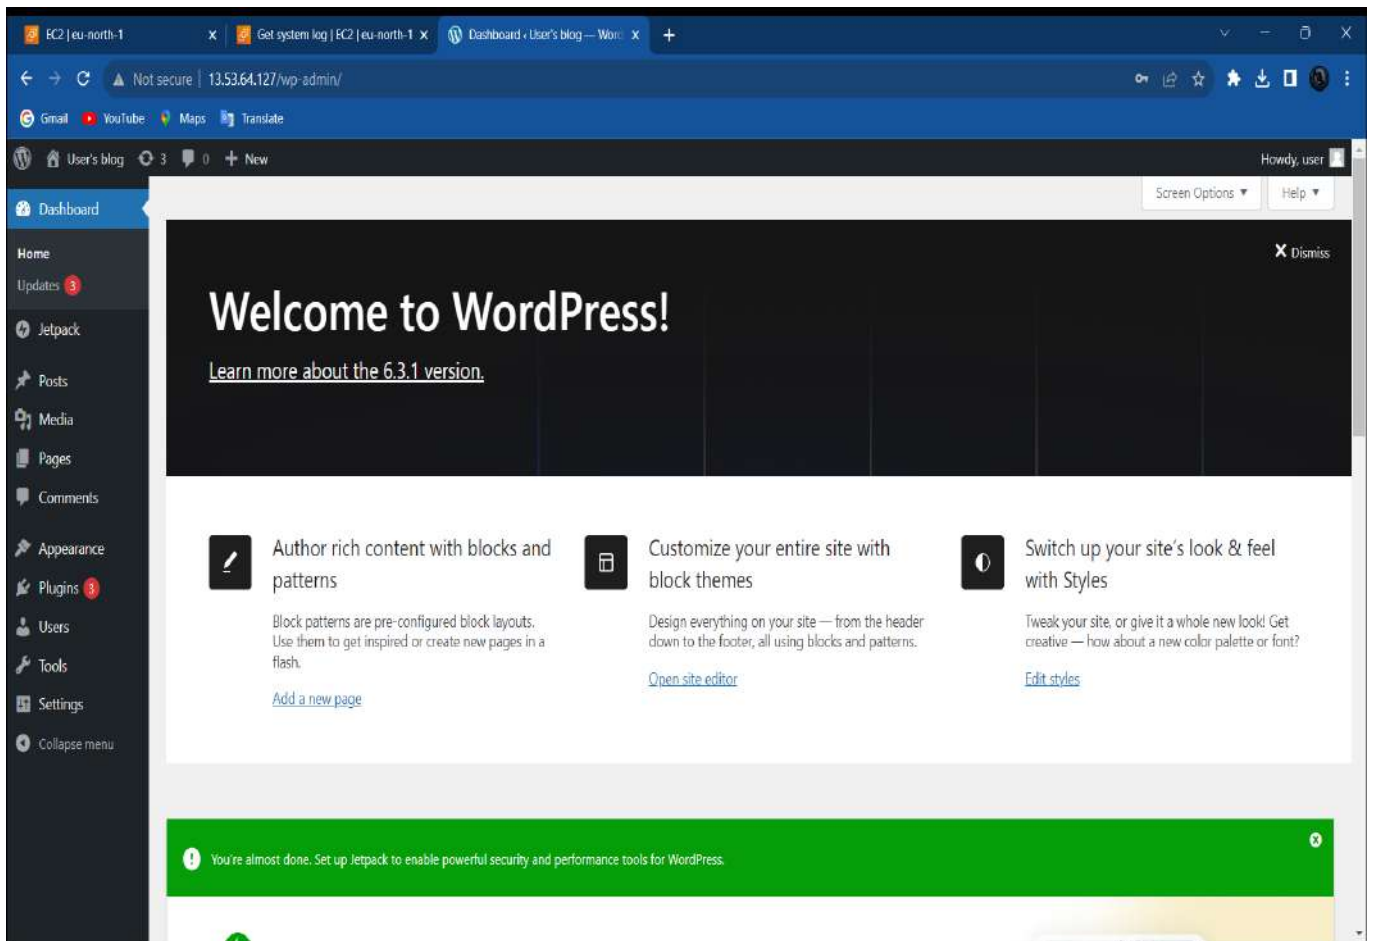 EC2 | eu-north-1
Get system log | EC2 | eu-north-1
Dashboard ‹ User's blog — Word
Not secure | 13.53.64.127/wp-admin/
Gmail YouTube Maps Translate
User's blog 3 0 + New
Howdy, user
Screen Options ▼ Help ▼
Dashboard
Home
Updates 3
Jetpack
Posts
Media
Pages
Comments
Appearance
Plugins 3
Users
Tools
Settings
Collapse menu
Dismiss
Welcome to WordPress!
Learn more about the 6.3.1 version.
Author rich content with blocks and
patterns
Block patterns are pre-configured block layouts.
Use them to get inspired or create new pages in a
flash.
Add a new page
Customize your entire site with
block themes
Design everything on your site — from the header
down to the footer, all using blocks and patterns.
Open site editor
Switch up your site's look & feel
with Styles
Tweak your site, or give it a whole new look! Get
creative — how about a new color palette or font?
Edit styles
You're almost done. Set up Jetpack to enable powerful security and performance tools for WordPress.